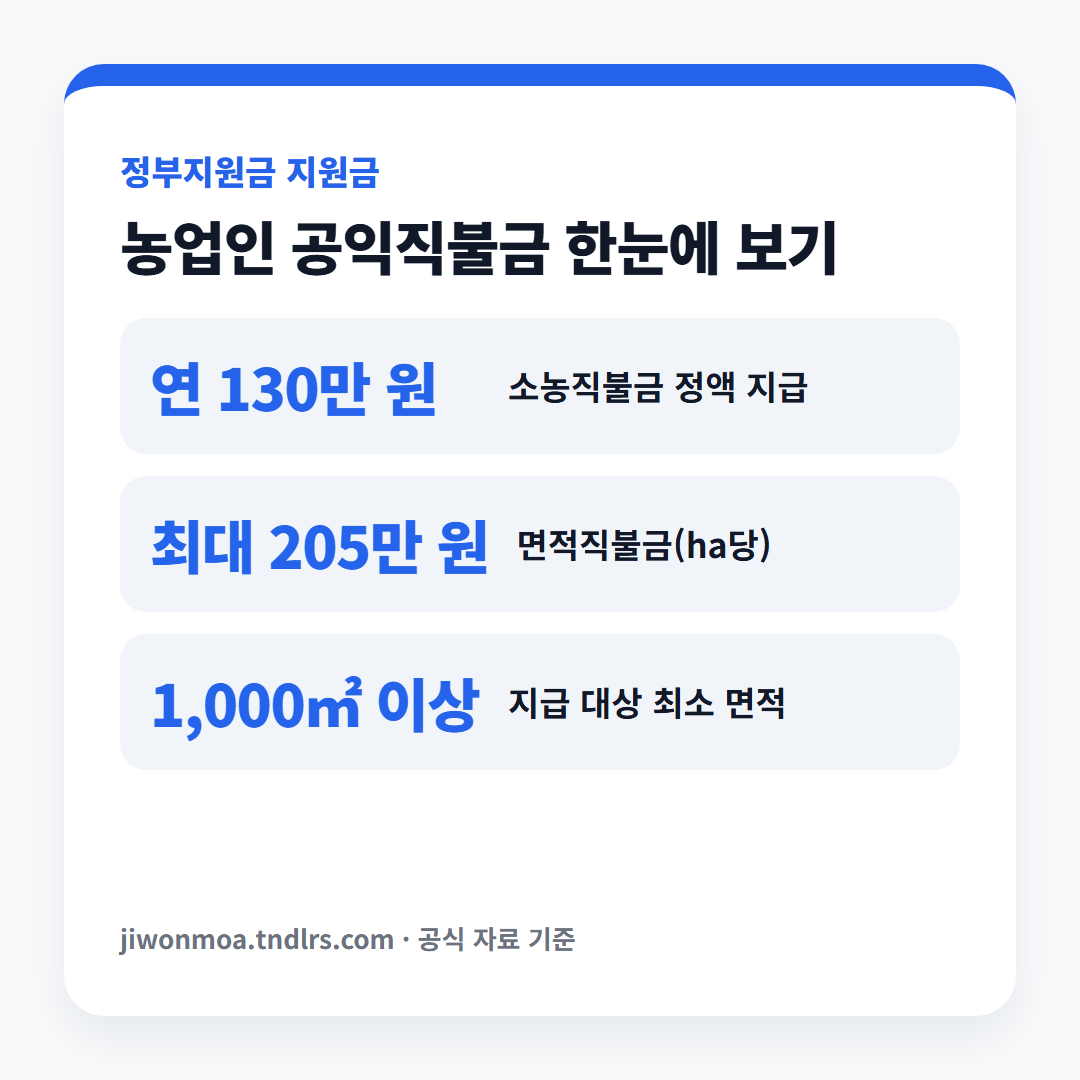 정부지원금 지원금
농업인 공익직불금 한눈에 보기
연 130만 원 소농직불금 정액 지급
최대 205만 원 면적직불금(ha당)
1,000㎡ 이상 지급 대상 최소 면적
jiwonmoa.tndlrs.com · 공식 자료 기준